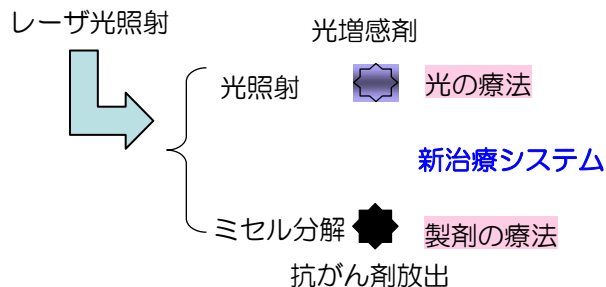 レーザ光照射
光増感剤
光照射
光の療法
新治療システム
ミセル分解
製剤の療法
抗がん剤放出